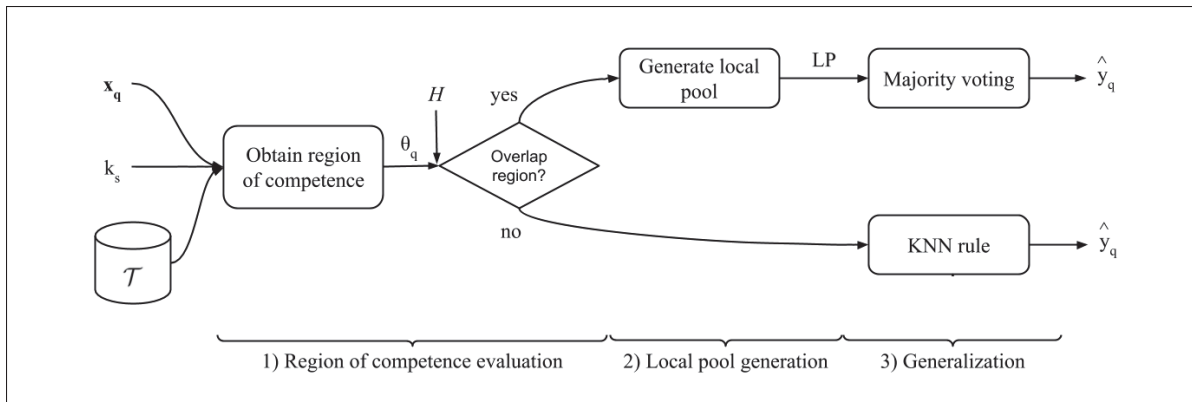 x_q
k_s
𝒯
Obtain region
of competence
θ_q
H
Overlap
region?
yes
no
Generate local
pool
LP
Majority voting
ŷ_q
KNN rule
ŷ_q
1) Region of competence evaluation
2) Local pool generation
3) Generalization